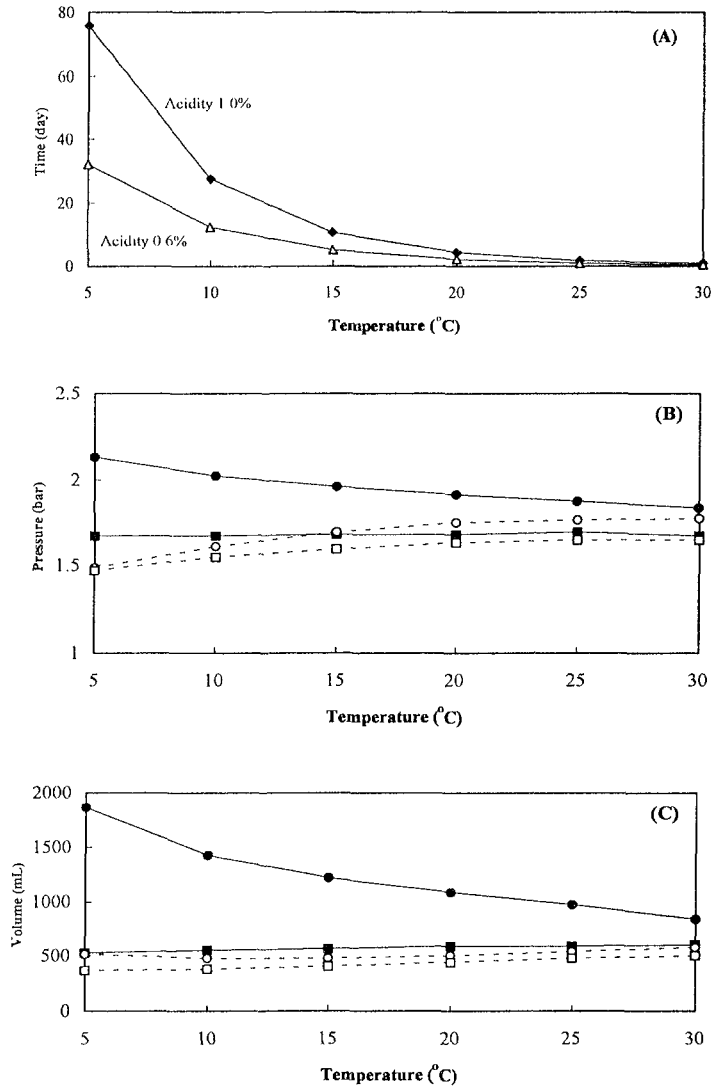 80
(A)
60
Acidity 1 0%
Time (day)
40
20
Acidity 0 6%
0
5 10 15 20 25 30
Temperature (°C)
2.5
(B)
2
Pressure (bar)
1.5
1
5 10 15 20 25 30
Temperature (°C)
2000
(C)
1500
Volume (mL)
1000
500
0
5 10 15 20 25 30
Temperature (°C)